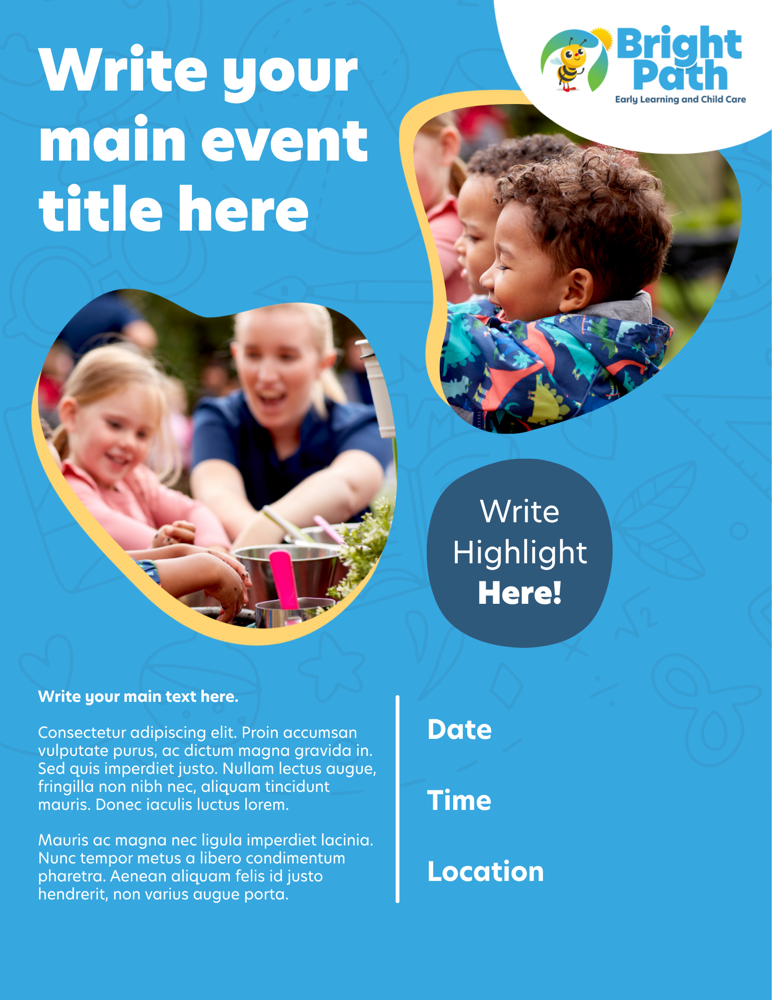 Write your
main event
title here
Bright
Path
Early Learning and Child Care
Write
Highlight
Here!
Write your main text here.
Consectetur adipiscing elit. Proin accumsan
vulputate purus, ac dictum magna gravida in.
Sed quis imperdiet justo. Nullam lectus augue,
fringilla non nibh nec, aliquam tincidunt
mauris. Donec iaculis luctus lorem.
Mauris ac magna nec ligula imperdiet lacinia.
Nunc tempor metus a libero condimentum
pharetra. Aenean aliquam felis id justo
hendrerit, non varius augue porta.
Date
Time
Location